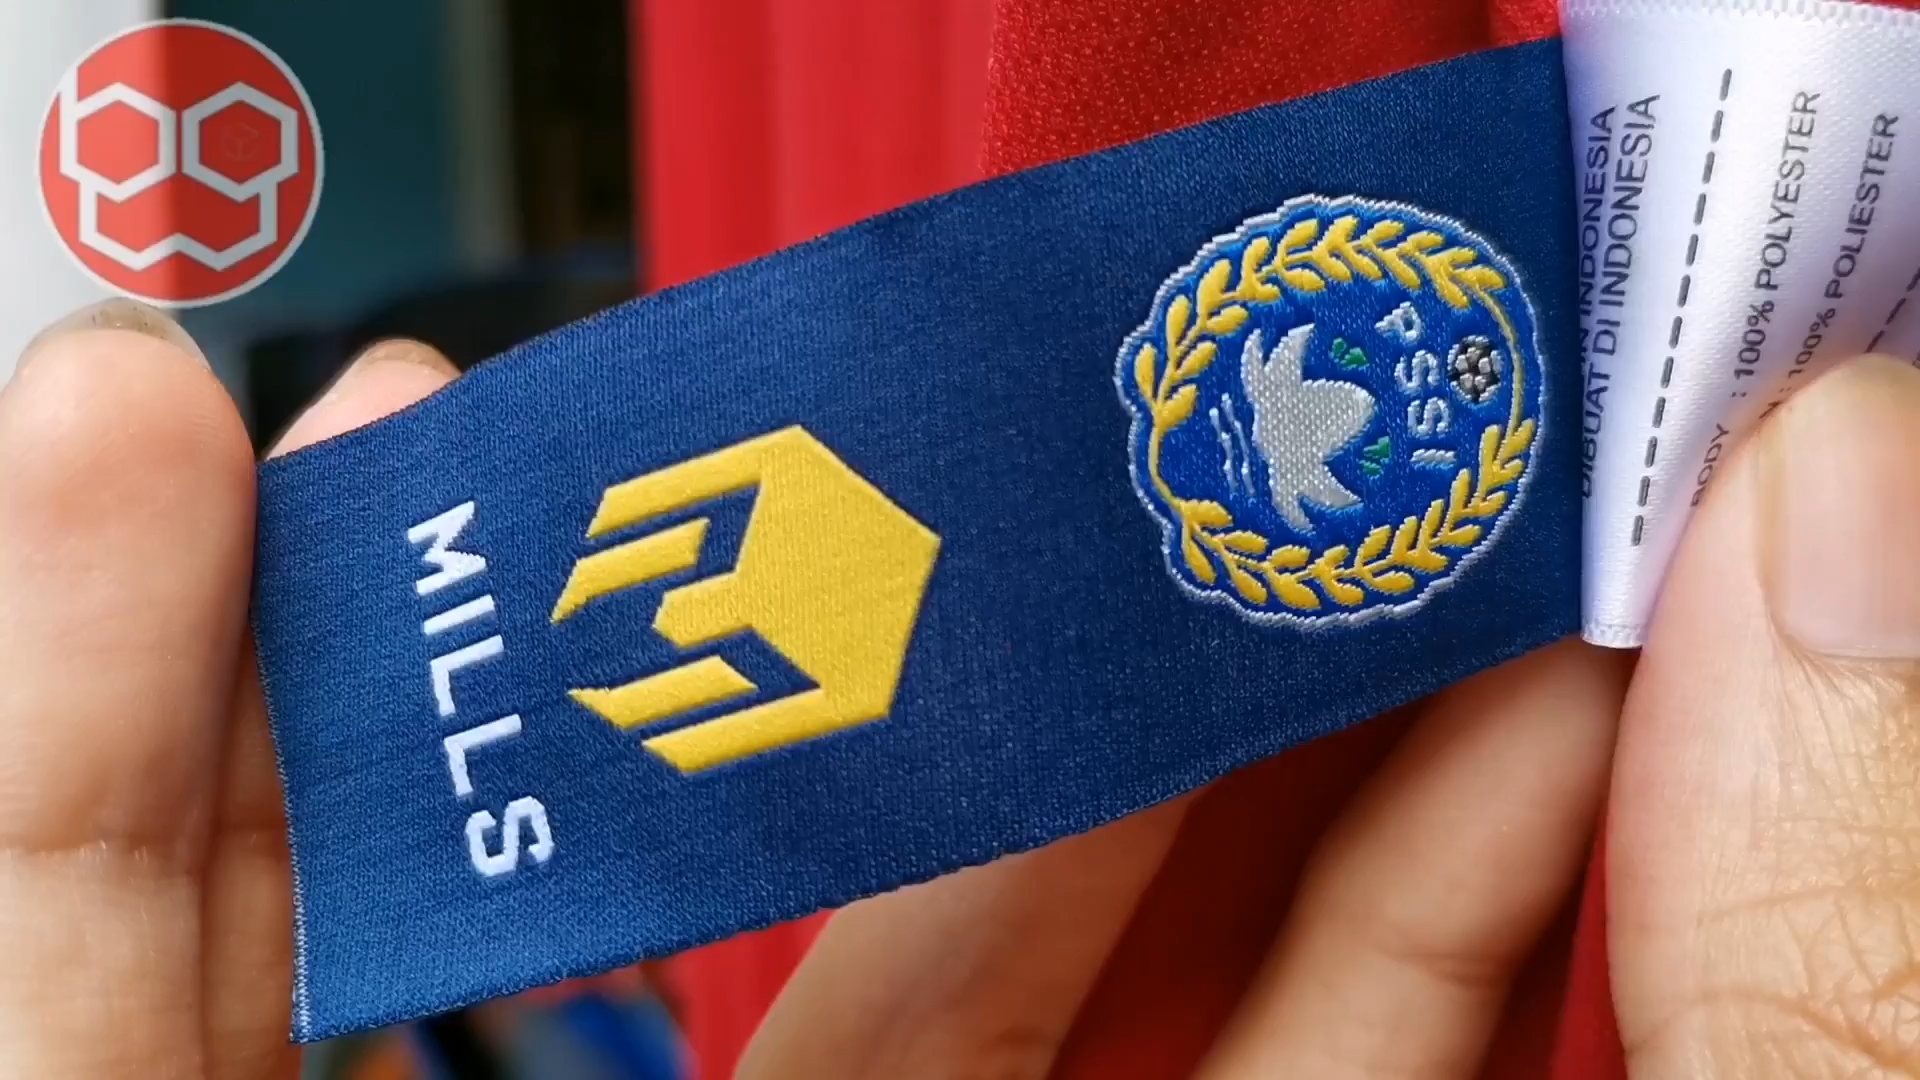 MILLS
PSSI
DIBUAT DI INDONESIA
BODY : 100% POLYESTER
: 100% POLIESTER